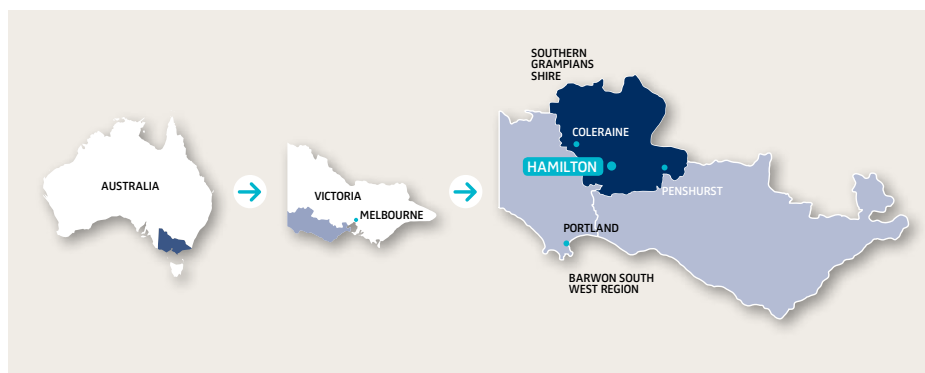 AUSTRALIA
VICTORIA
MELBOURNE
SOUTHERN
GRAMPIANS
SHIRE
COLERAINE
HAMILTON
PENSHURST
PORTLAND
BARWON SOUTH
WEST REGION